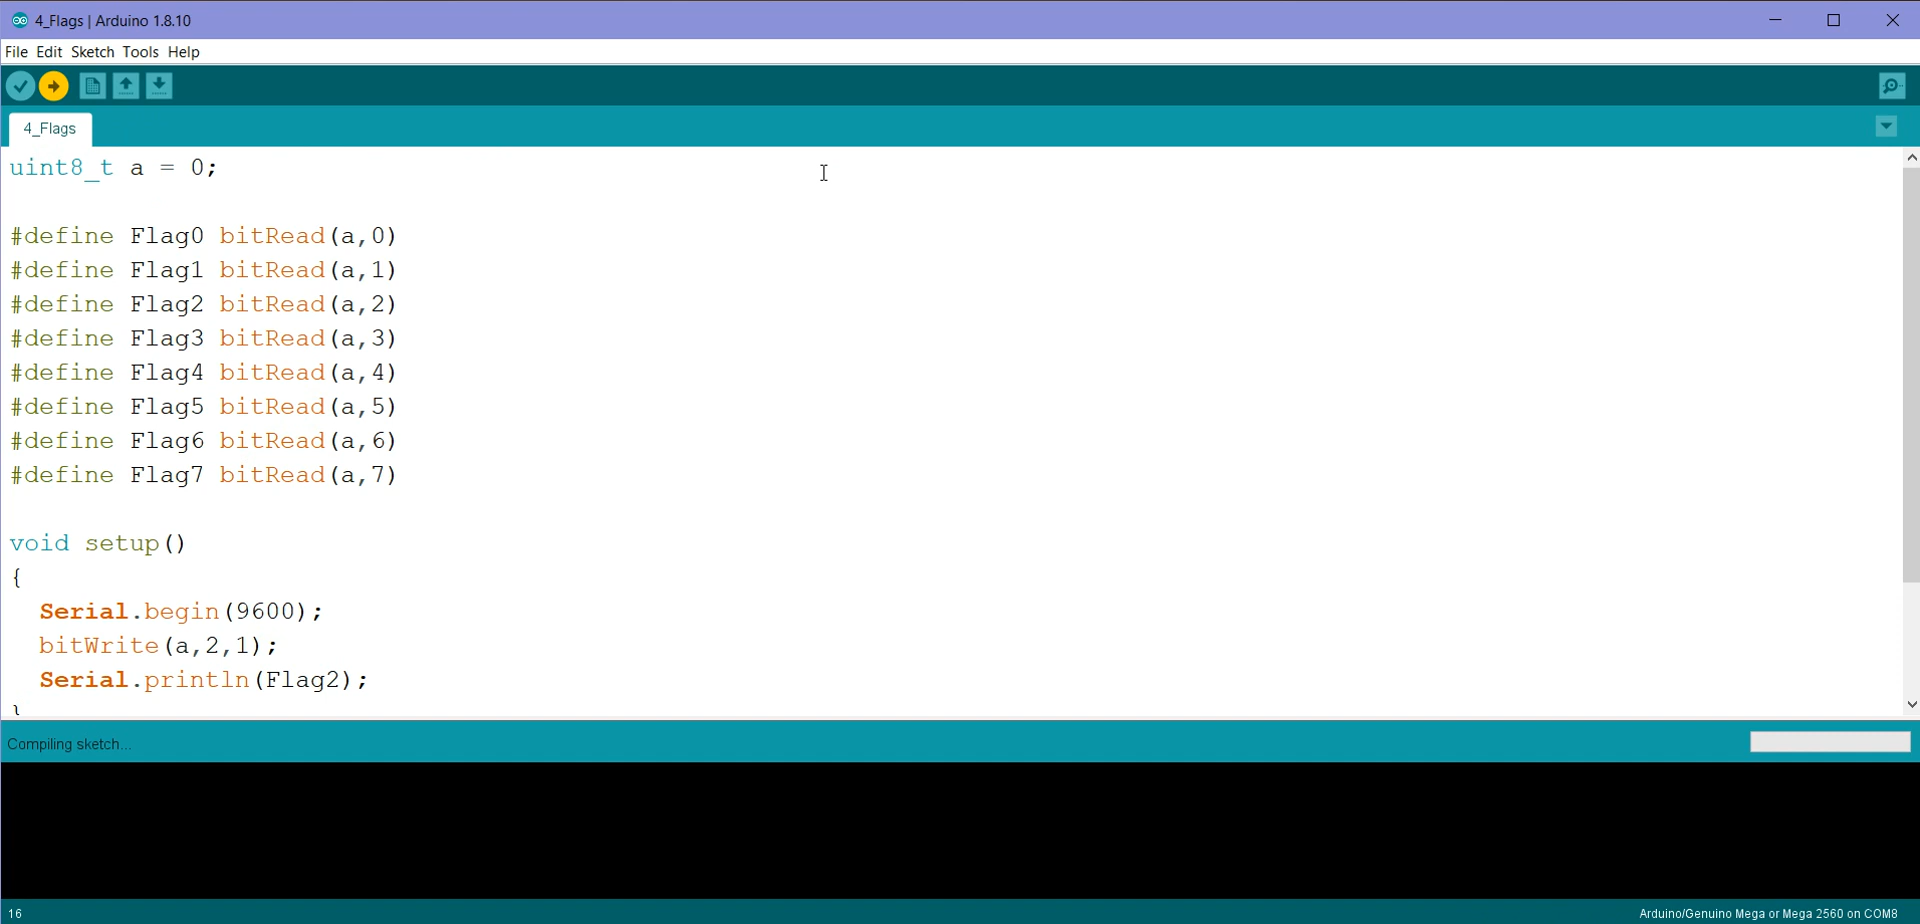 4_Flags | Arduino 1.8.10
File Edit Sketch Tools Help
4_Flags
uint8_t a = 0;
#define Flag0 bitRead(a,0)
#define Flag1 bitRead(a,1)
#define Flag2 bitRead(a,2)
#define Flag3 bitRead(a,3)
#define Flag4 bitRead(a,4)
#define Flag5 bitRead(a,5)
#define Flag6 bitRead(a,6)
#define Flag7 bitRead(a,7)
void setup()
{
Serial.begin(9600);
bitWrite(a,2,1);
Serial.println(Flag2);
}
Compiling sketch...
16
Arduino/Genuino Mega or Mega 2560 on COM8